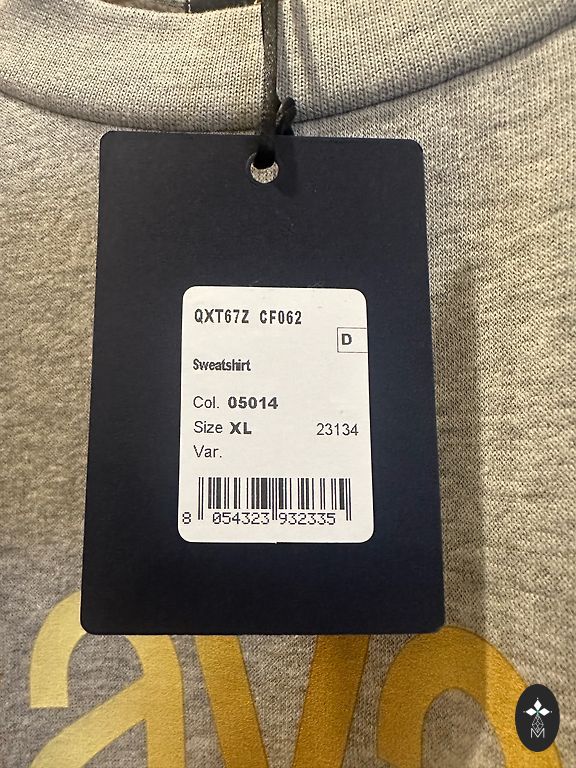 QXT67Z CF062
D
Sweatshirt
Col. 05014
Size XL 23134
Var.
8 054323 932335
M